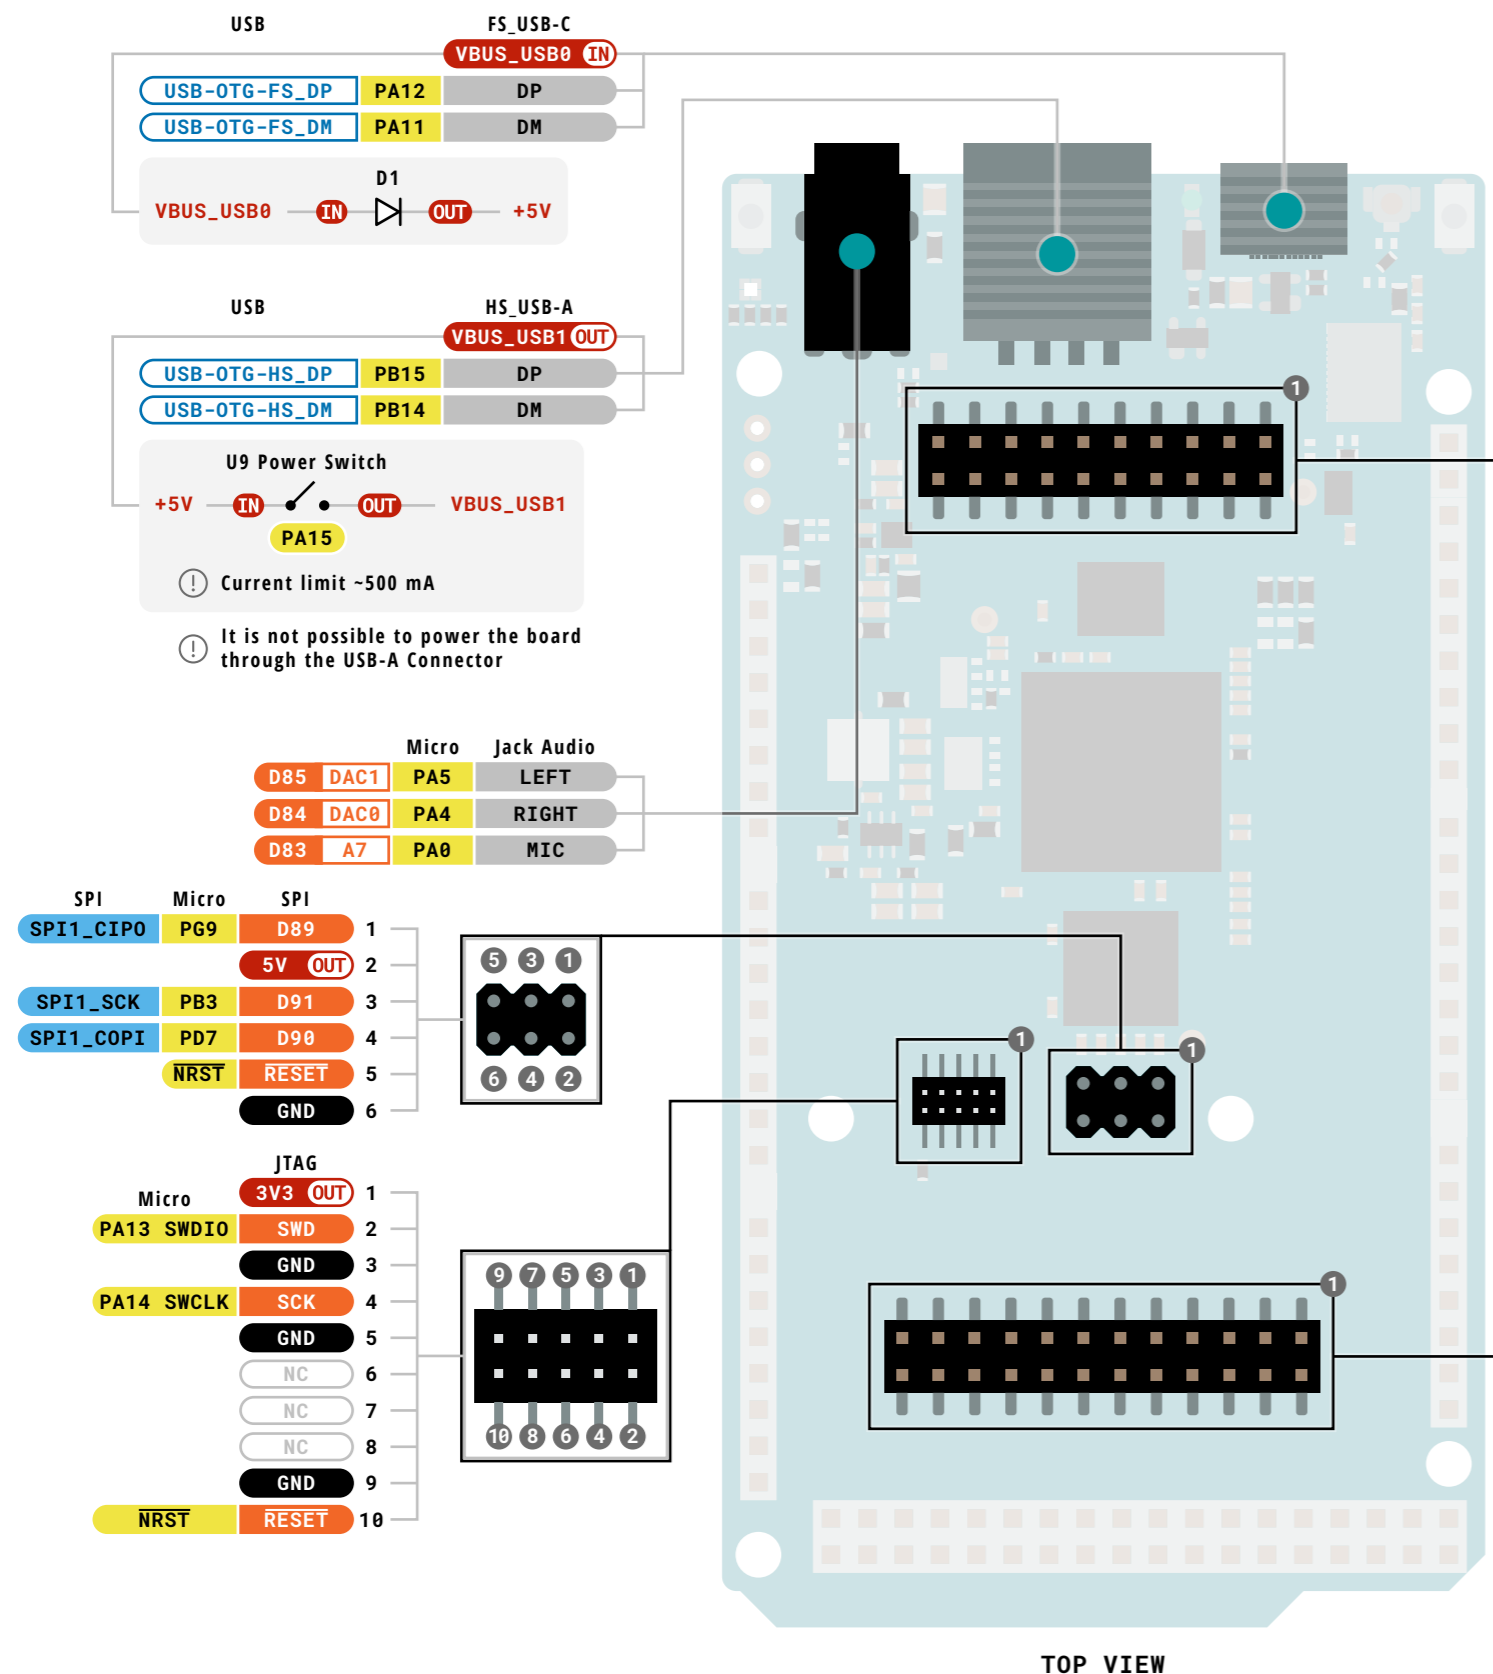 USB FS_USB-C
VBUS_USB0 IN
USB-OTG-FS_DP PA12 DP
USB-OTG-FS_DM PA11 DM
D1
VBUS_USB0 IN OUT +5V
USB HS_USB-A
VBUS_USB1 OUT
USB-OTG-HS_DP PB15 DP
USB-OTG-HS_DM PB14 DM
U9 Power Switch
+5V IN OUT VBUS_USB1
PA15
! Current limit ~500 mA
! It is not possible to power the board
through the USB-A Connector
1
Micro Jack Audio
D85 DAC1 PA5 LEFT
D84 DAC0 PA4 RIGHT
D83 A7 PA0 MIC
SPI Micro SPI
SPI1_CIPO PG9 D89 1
5V OUT 2
SPI1_SCK PB3 D91 3
SPI1_COPI PD7 D90 4
NRST RESET 5
GND 6
5 3 1
6 4 2
1
1
JTAG
Micro
3V3 OUT 1
PA13 SWDIO SWD 2
GND 3
PA14 SWCLK SCK 4
GND 5
NC 6
NC 7
NC 8
GND 9
NRST RESET 10
9 7 5 3 1
10 8 6 4 2
1
TOP VIEW